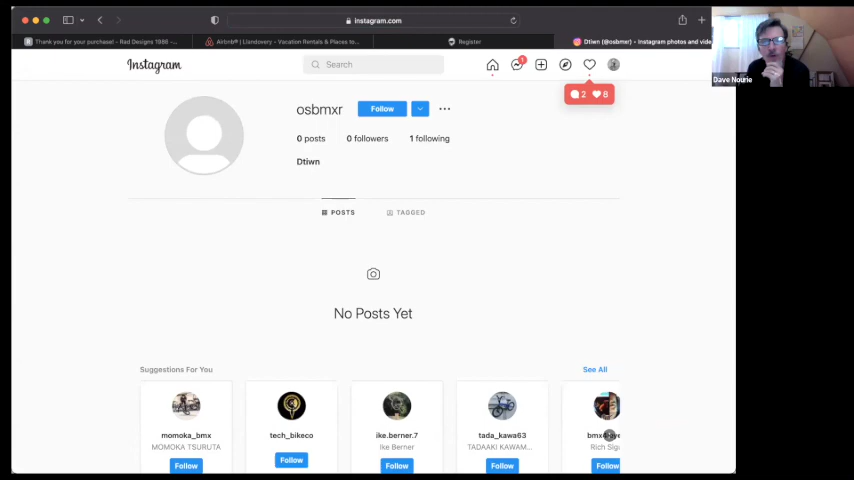 instagram.com
Thank you for your purchase! - Rad Designs 1986 -...
Airbnb® | Llandovery - Vacation Rentals & Places to...
Register
Dtiwn (@osbmxr) • Instagram photos and vide
Dave Nourie
Instagram
Search
1
2 8
osbmxr
Follow
0 posts 0 followers 1 following
Dtiwn
POSTS
TAGGED
No Posts Yet
Suggestions For You
See All
momoka_bmx
MOMOKA TSURUTA
Follow
tech_bikeco
Follow
ike.berner.7
Ike Berner
Follow
tada_kawa63
TADAAKI KAWAM...
Follow
Rich Sig
Follow